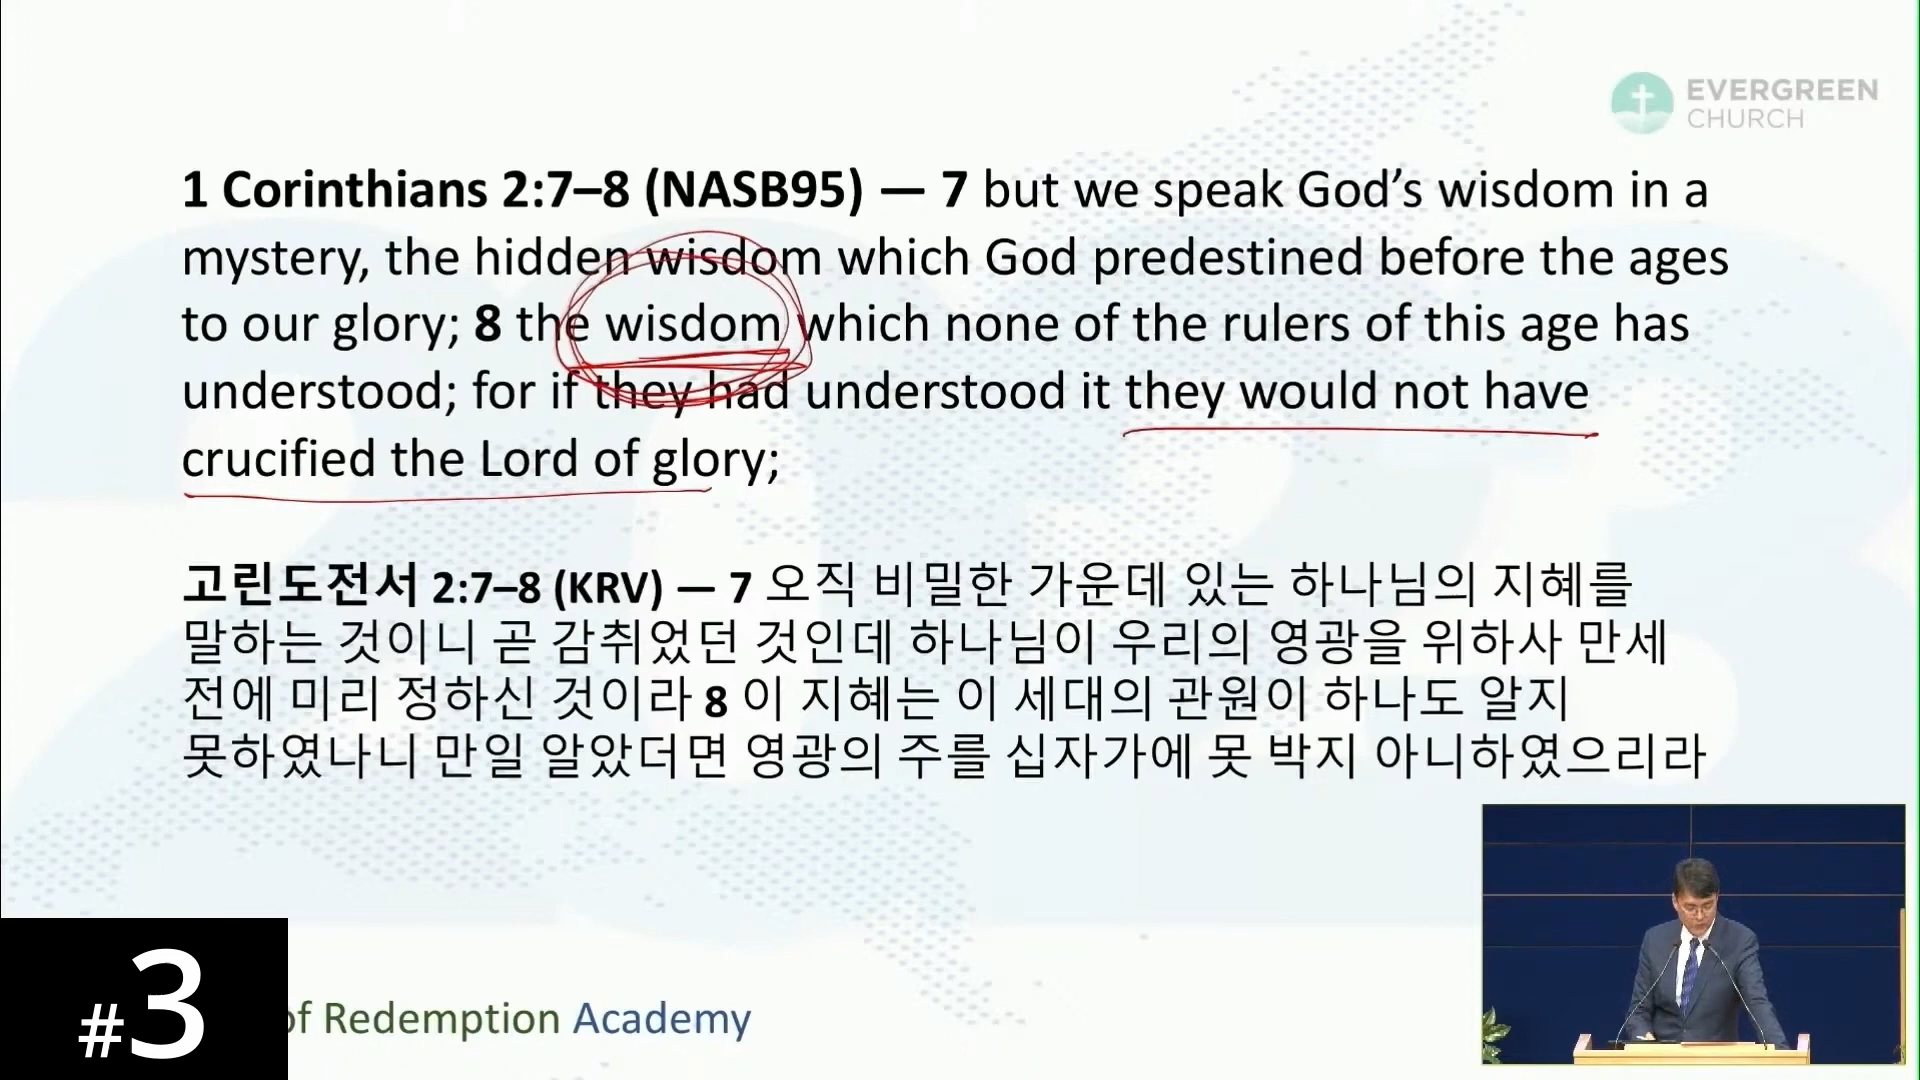 EVERGREEN
CHURCH
1 Corinthians 2:7–8 (NASB95) — 7 but we speak God’s wisdom in a
mystery, the hidden wisdom which God predestined before the ages
to our glory; 8 the wisdom which none of the rulers of this age has
understood; for if they had understood it they would not have
crucified the Lord of glory;
고린도전서 2:7–8 (KRV) — 7 오직 비밀한 가운데 있는 하나님의 지혜를
말하는 것이니 곧 감취었던 것인데 하나님이 우리의 영광을 위하사 만세
전에 미리 정하신 것이라 8 이 지혜는 이 세대의 관원이 하나도 알지
못하였나니 만일 알았더면 영광의 주를 십자가에 못 박지 아니하였으리라
#3
of Redemption Academy